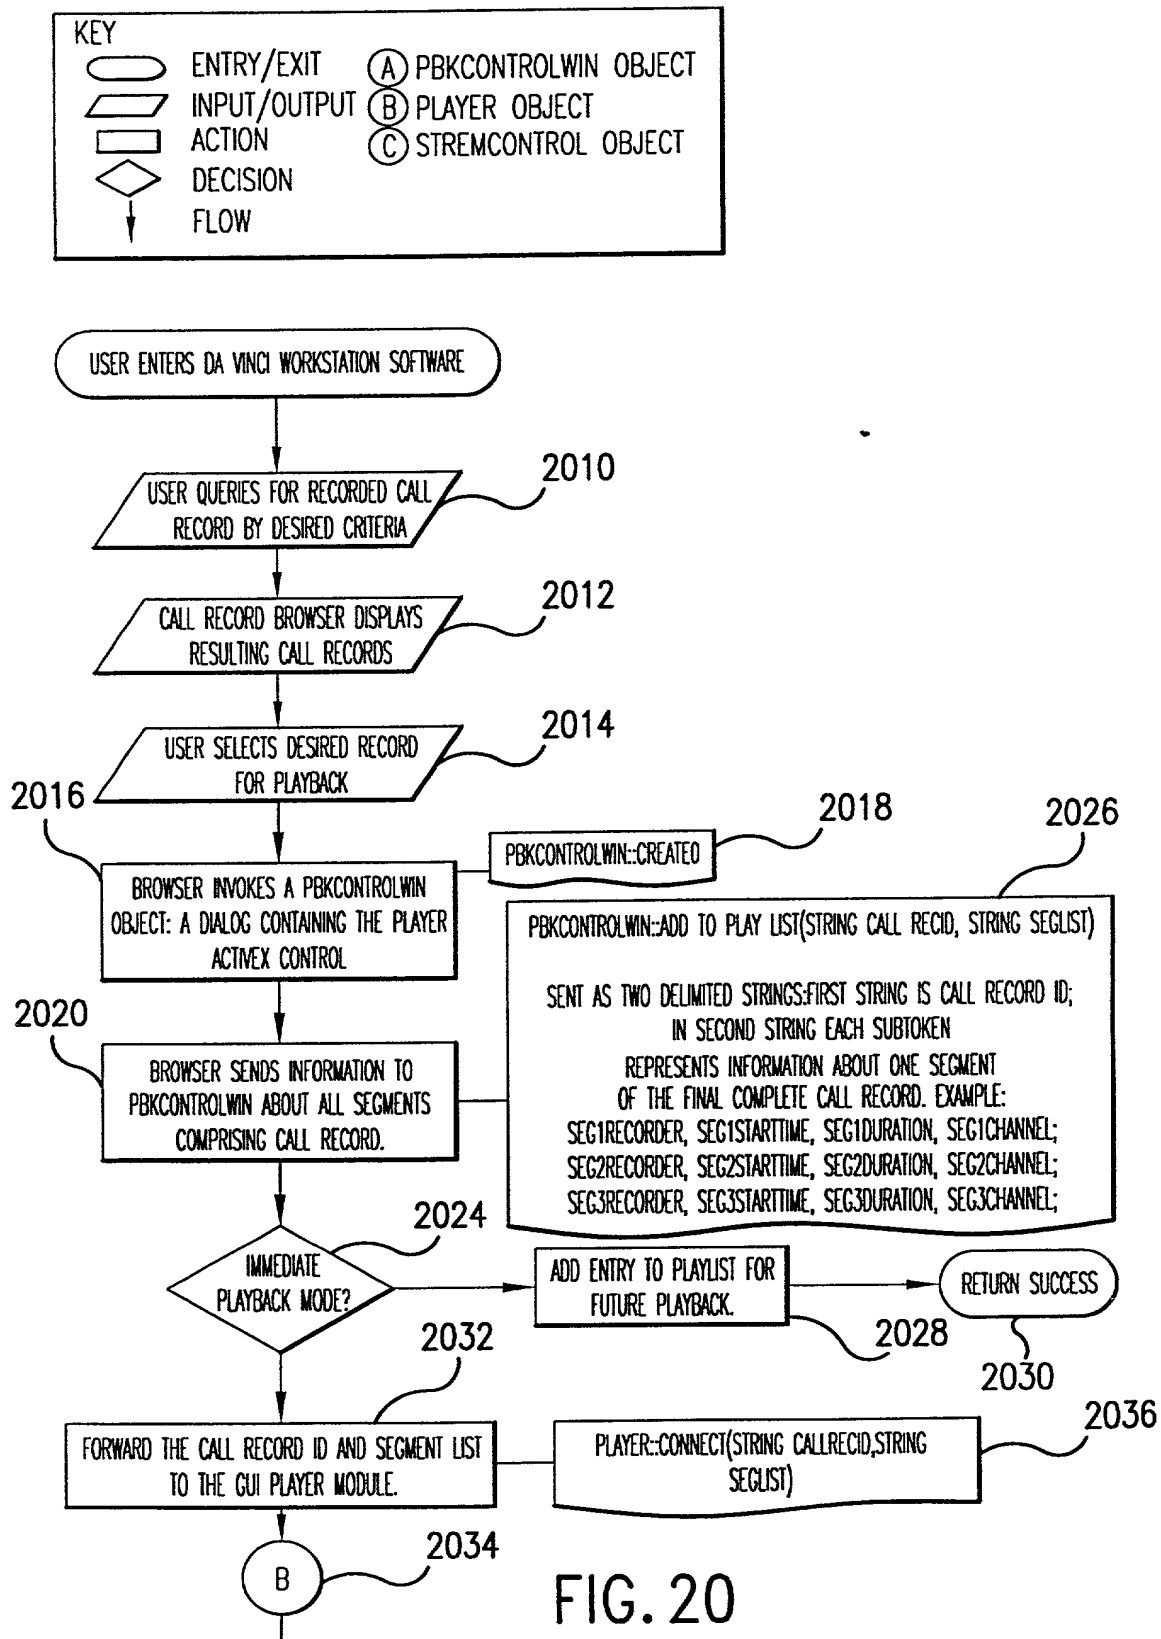 KEY
ENTRY/EXIT
INPUT/OUTPUT
ACTION
DECISION
FLOW
A PBKCONTROLWIN OBJECT
B PLAYER OBJECT
C STREMCONTROL OBJECT
USER ENTERS DA VINCI WORKSTATION SOFTWARE
2010
USER QUERIES FOR RECORDED CALL
RECORD BY DESIRED CRITERIA
2012
CALL RECORD BROWSER DISPLAYS
RESULTING CALL RECORDS
2014
USER SELECTS DESIRED RECORD
FOR PLAYBACK
2016
BROWSER INVOKES A PBKCONTROLWIN
OBJECT: A DIALOG CONTAINING THE PLAYER
ACTIVEX CONTROL
2018
PBKCONTROLWIN::CREATED
2020
BROWSER SENDS INFORMATION TO
PBKCONTROLWIN ABOUT ALL SEGMENTS
COMPRISING CALL RECORD.
2026
PBKCONTROLWIN::ADD TO PLAY LIST(STRING CALL RECID, STRING SEGLIST)
SENT AS TWO DELIMITED STRINGS:FIRST STRING IS CALL RECORD ID;
IN SECOND STRING EACH SUBTOKEN
REPRESENTS INFORMATION ABOUT ONE SEGMENT
OF THE FINAL COMPLETE CALL RECORD. EXAMPLE:
SEG1RECORDER, SEG1STARTTIME, SEG1DURATION, SEG1CHANNEL;
SEG2RECORDER, SEG2STARTTIME, SEG2DURATION, SEG2CHANNEL;
SEG3RECORDER, SEG3STARTTIME, SEG3DURATION, SEG3CHANNEL;
2024
IMMEDIATE
PLAYBACK MODE?
ADD ENTRY TO PLAYLIST FOR
FUTURE PLAYBACK.
2028
RETURN SUCCESS
2030
2032
FORWARD THE CALL RECORD ID AND SEGMENT LIST
TO THE GUI PLAYER MODULE.
2036
PLAYER::CONNECT(STRING CALLRECID,STRING
SEGLIST)
2034
B
FIG. 20